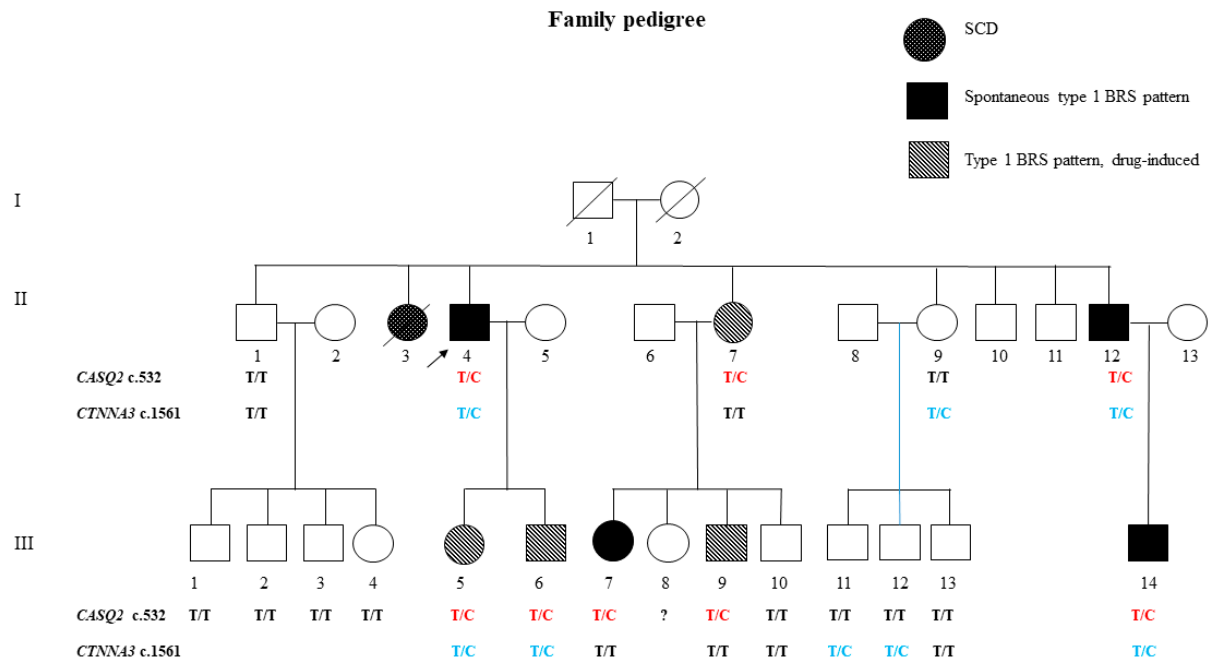 Family pedigree
SCD
Spontaneous type 1 BRS pattern
Type 1 BRS pattern, drug-induced
I
1 2
II
1 2 3 4 5 6 7 8 9 10 11 12 13
CASQ2 c.532 T/T T/C T/C T/T T/C
CTNNA3 c.1561 T/T T/C T/T T/C T/C
III
1 2 3 4 5 6 7 8 9 10 11 12 13 14
CASQ2 c.532 T/T T/T T/T T/T T/C T/C T/C ? T/C T/T T/T T/T T/T T/C
CTNNA3 c.1561 T/C T/C T/T T/T T/T T/C T/C T/T T/C